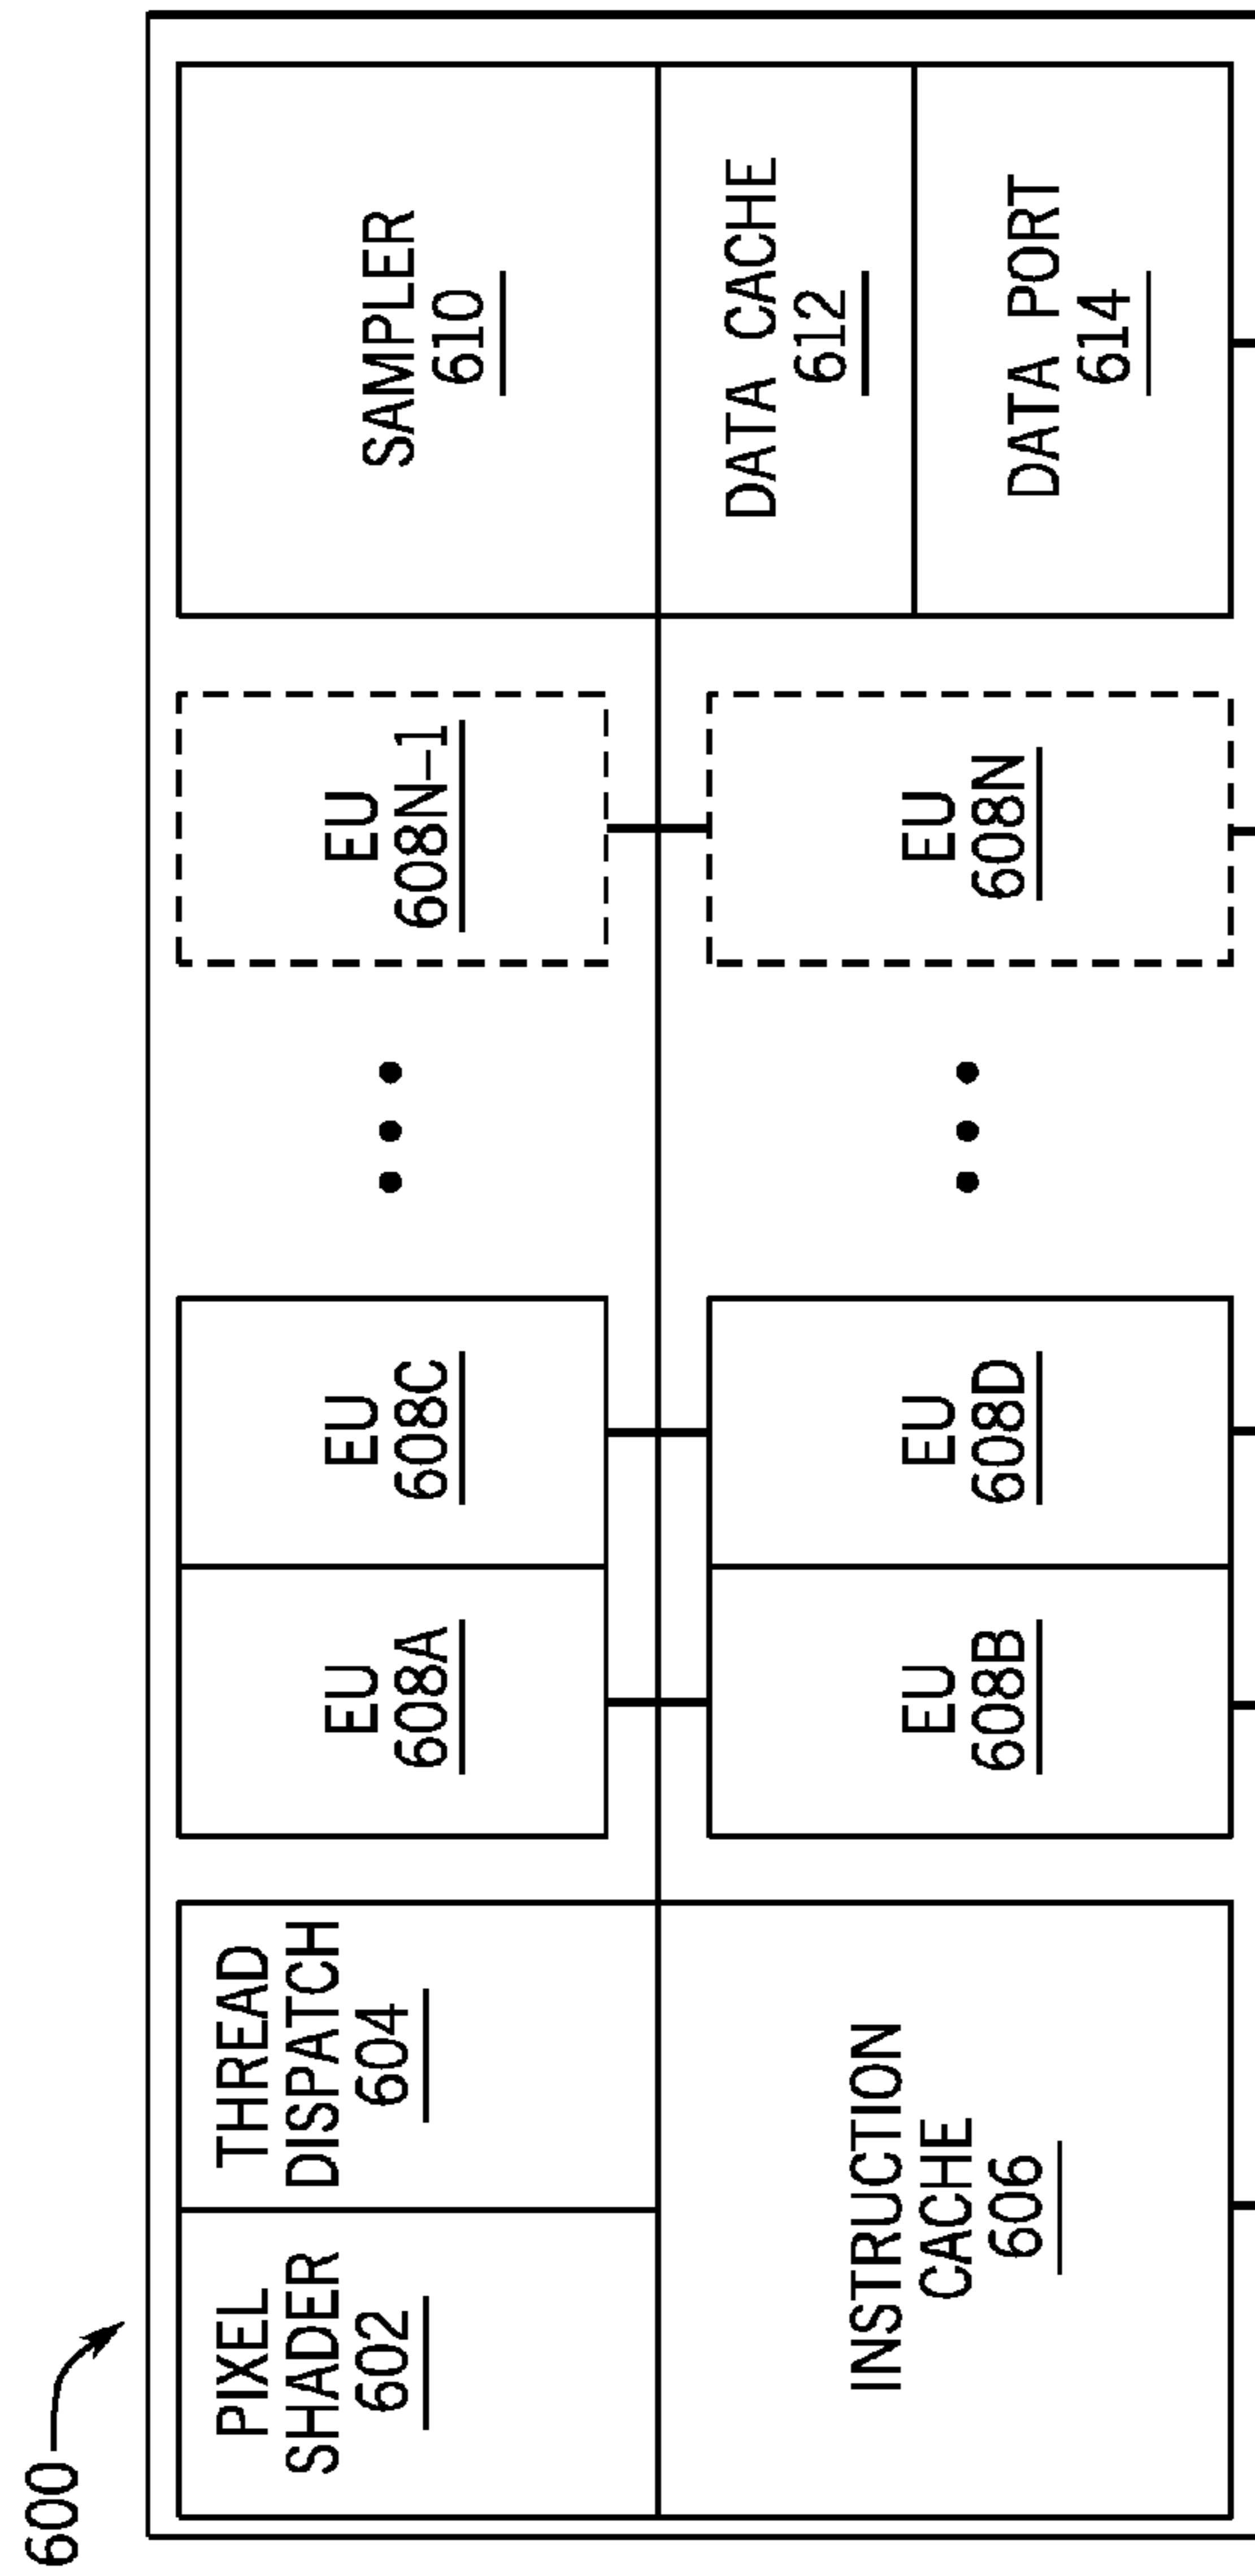 600
PIXEL
SHADER
602
THREAD
DISPATCH
604
INSTRUCTION
CACHE
606
EU
608A
EU
608C
EU
608B
EU
608D
EU
608N–1
EU
608N
SAMPLER
610
DATA CACHE
612
DATA PORT
614